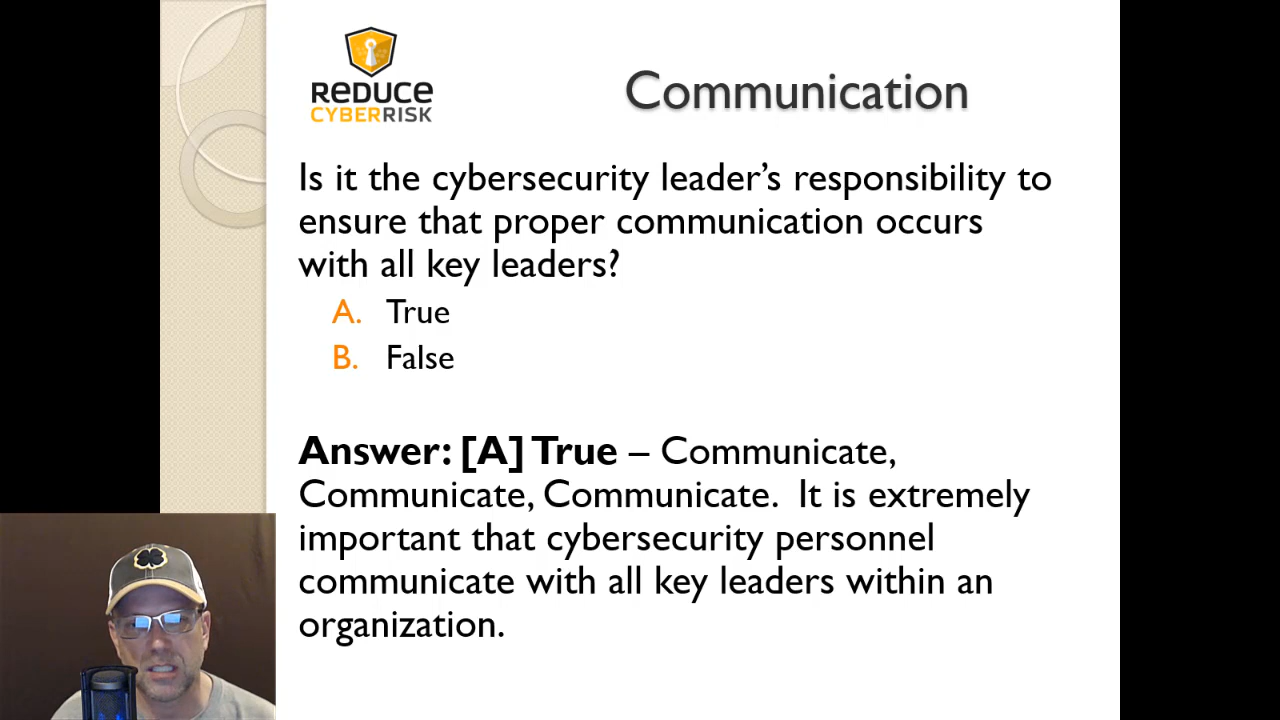 REDUCE
CYBERRISK
Communication
Is it the cybersecurity leader’s responsibility to
ensure that proper communication occurs
with all key leaders?
A. True
B. False
Answer: [A] True – Communicate,
Communicate, Communicate.  It is extremely
important that cybersecurity personnel
communicate with all key leaders within an
organization.